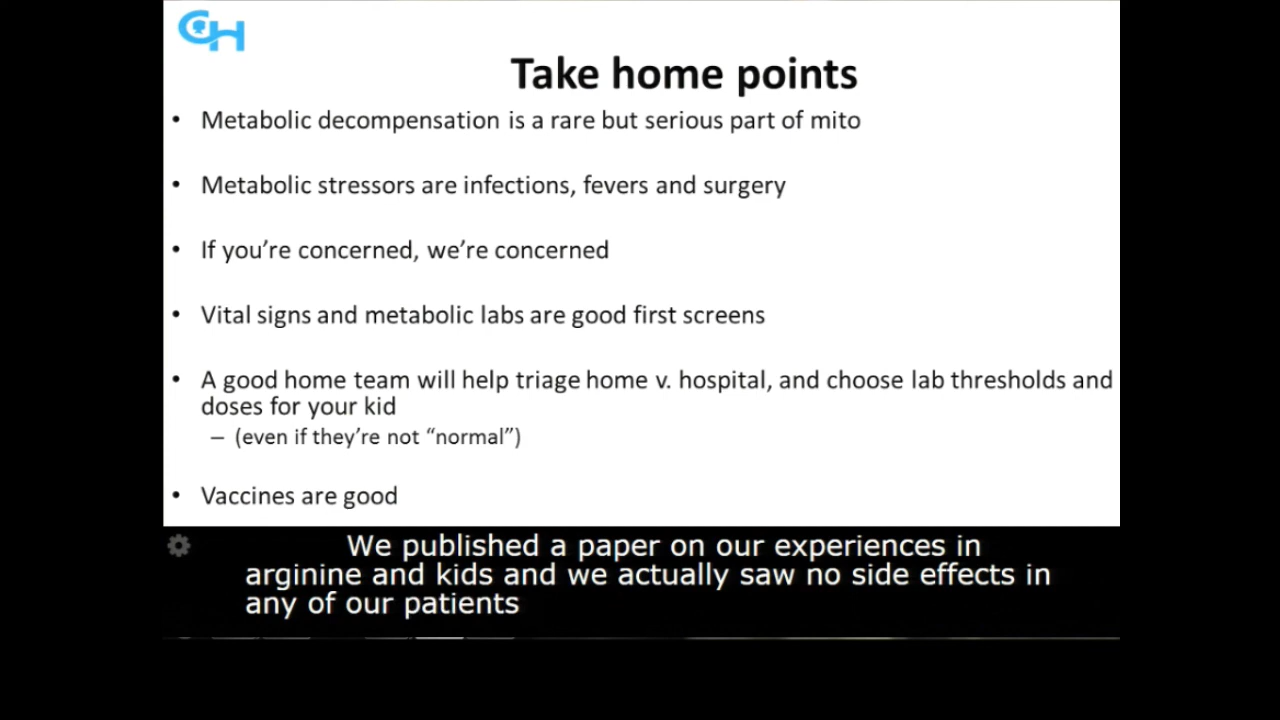 CH
Take home points
• Metabolic decompensation is a rare but serious part of mito
• Metabolic stressors are infections, fevers and surgery
• If you’re concerned, we’re concerned
• Vital signs and metabolic labs are good first screens
• A good home team will help triage home v. hospital, and choose lab thresholds and
doses for your kid
– (even if they’re not “normal”)
• Vaccines are good
We published a paper on our experiences in
arginine and kids and we actually saw no side effects in
any of our patients